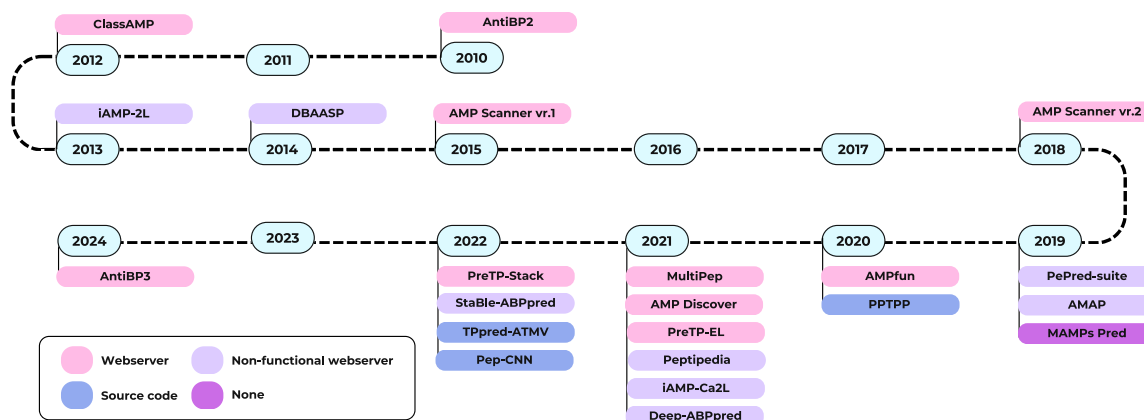 ClassAMP
AntiBP2
2012
2011
2010
iAMP-2L
DBAASP
AMP Scanner vr.1
AMP Scanner vr.2
2013
2014
2015
2016
2017
2018
2024
2023
2022
2021
2020
2019
AntiBP3
PreTP-Stack
MultiPep
AMPfun
PePred-suite
StaBle-ABPpred
AMP Discover
PPTPP
AMAP
TPpred-ATMV
PreTP-EL
MAMPs Pred
Pep-CNN
Peptipedia
iAMP-Ca2L
Deep-ABPpred
Webserver
Non-functional webserver
Source code
None